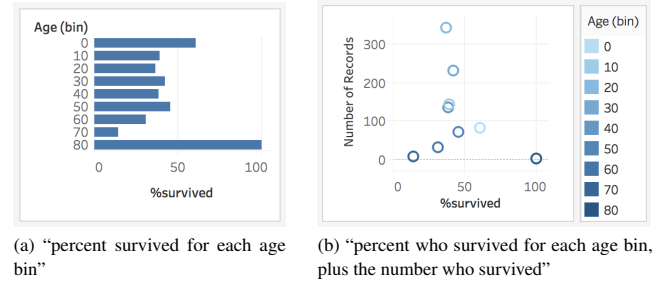 Age (bin)
0
10
20
30
40
50
60
70
80
0 50 100
%survived
(a) “percent survived for each age
bin”
Number of Records
300
200
100
0
0 50 100
%survived
Age (bin)
0
10
20
30
40
50
60
70
80
(b) “percent who survived for each age bin,
plus the number who survived”